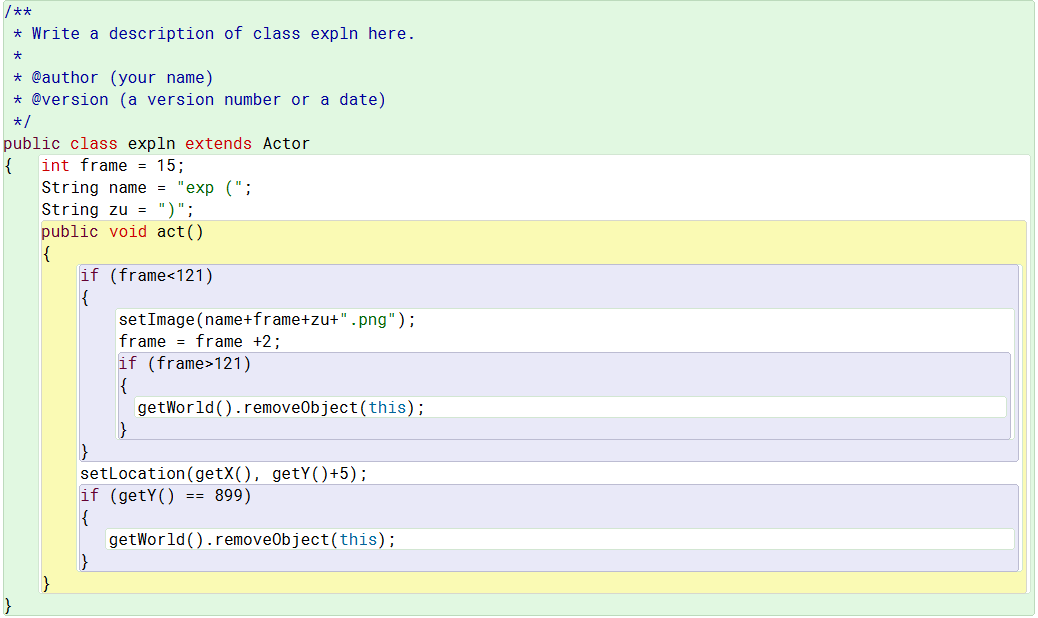 /**
 * Write a description of class expln here.
 *
 * @author (your name)
 * @version (a version number or a date)
 */
public class expln extends Actor
{   int frame = 15;
    String name = "exp (";
    String zu = ")";
    public void act()
    {
        if (frame<121)
        {
            setImage(name+frame+zu+".png");
            frame = frame +2;
            if (frame>121)
            {
              getWorld().removeObject(this);
            }
        }
        setLocation(getX(), getY()+5);
        if (getY() == 899)
        {
           getWorld().removeObject(this);
        }
    }
}